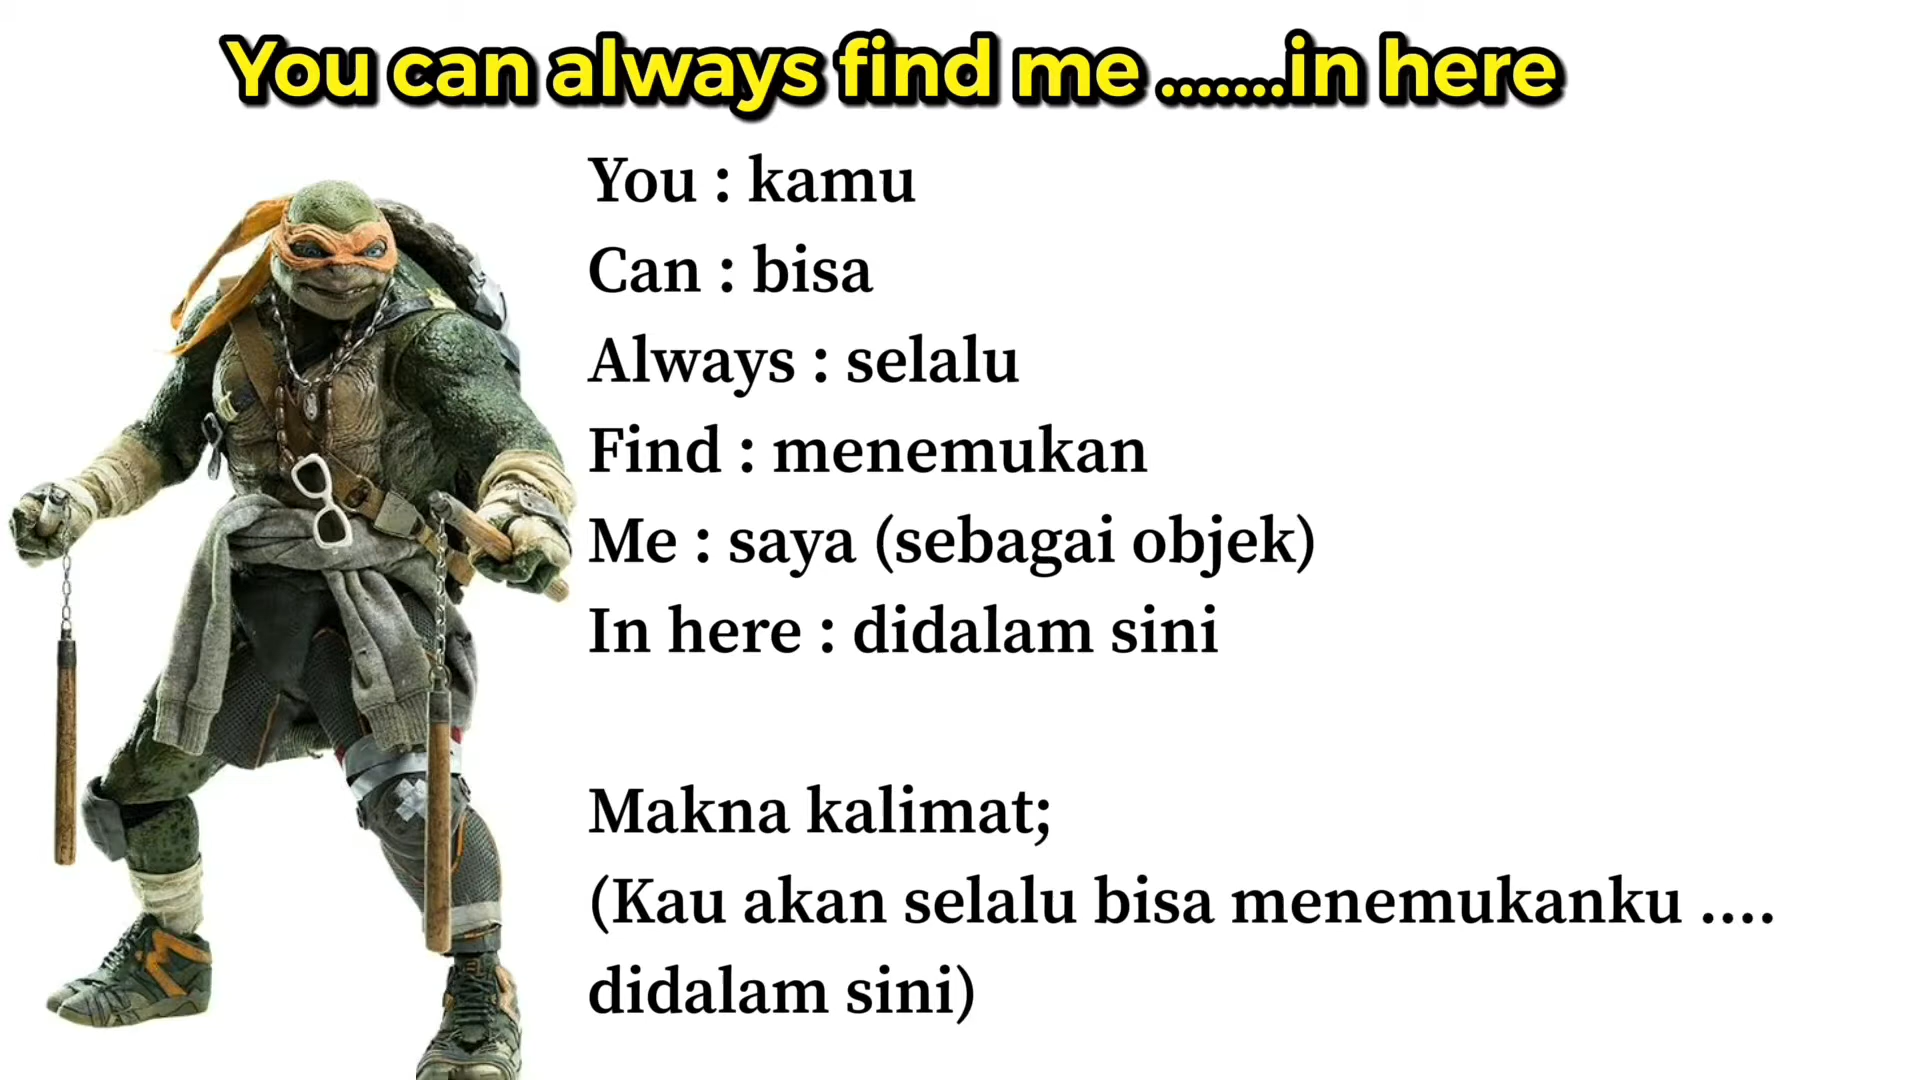 You can always find me .......in here
You : kamu
Can : bisa
Always : selalu
Find : menemukan
Me : saya (sebagai objek)
In here : didalam sini
Makna kalimat;
(Kau akan selalu bisa menemukanku ....
didalam sini)